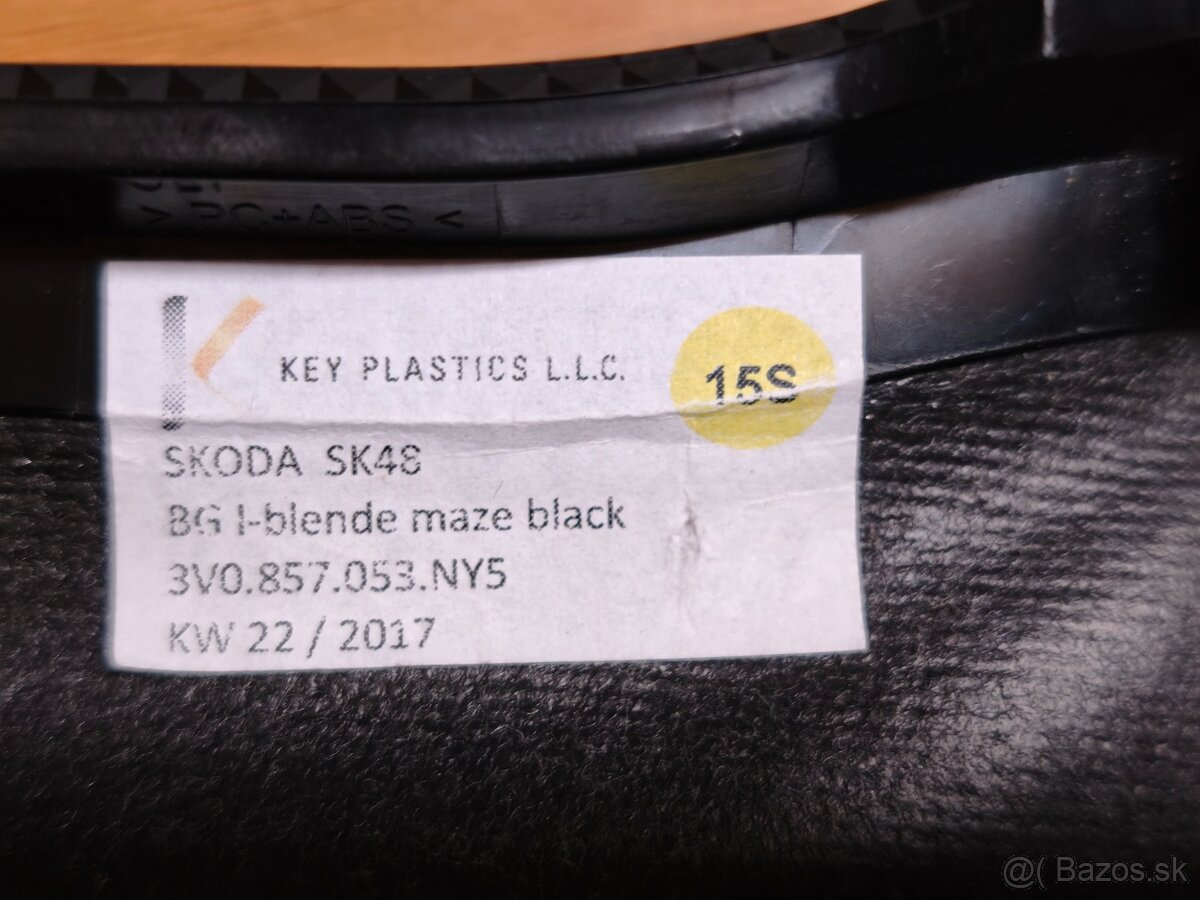 > PC+ABS <
KEY PLASTICS L.L.C.
15S
SKODA SK48
BG I-blende maze black
3V0.857.053.NY5
KW 22 / 2017
@( Bazos.sk